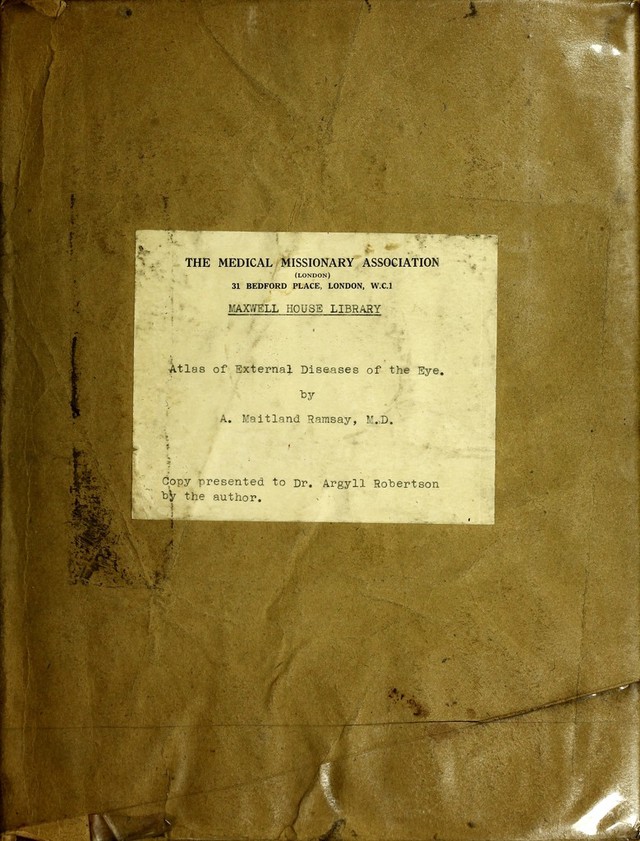 THE MEDICAL MISSIONARY ASSOCIATION
(LONDON)
31 BEDFORD PLACE, LONDON, W.C.1
MAXWELL HOUSE LIBRARY
Atlas of External Diseases of the Eye.
by
A. Maitland Ramsay, M.D.
Copy presented to Dr. Argyll Robertson
by the author.